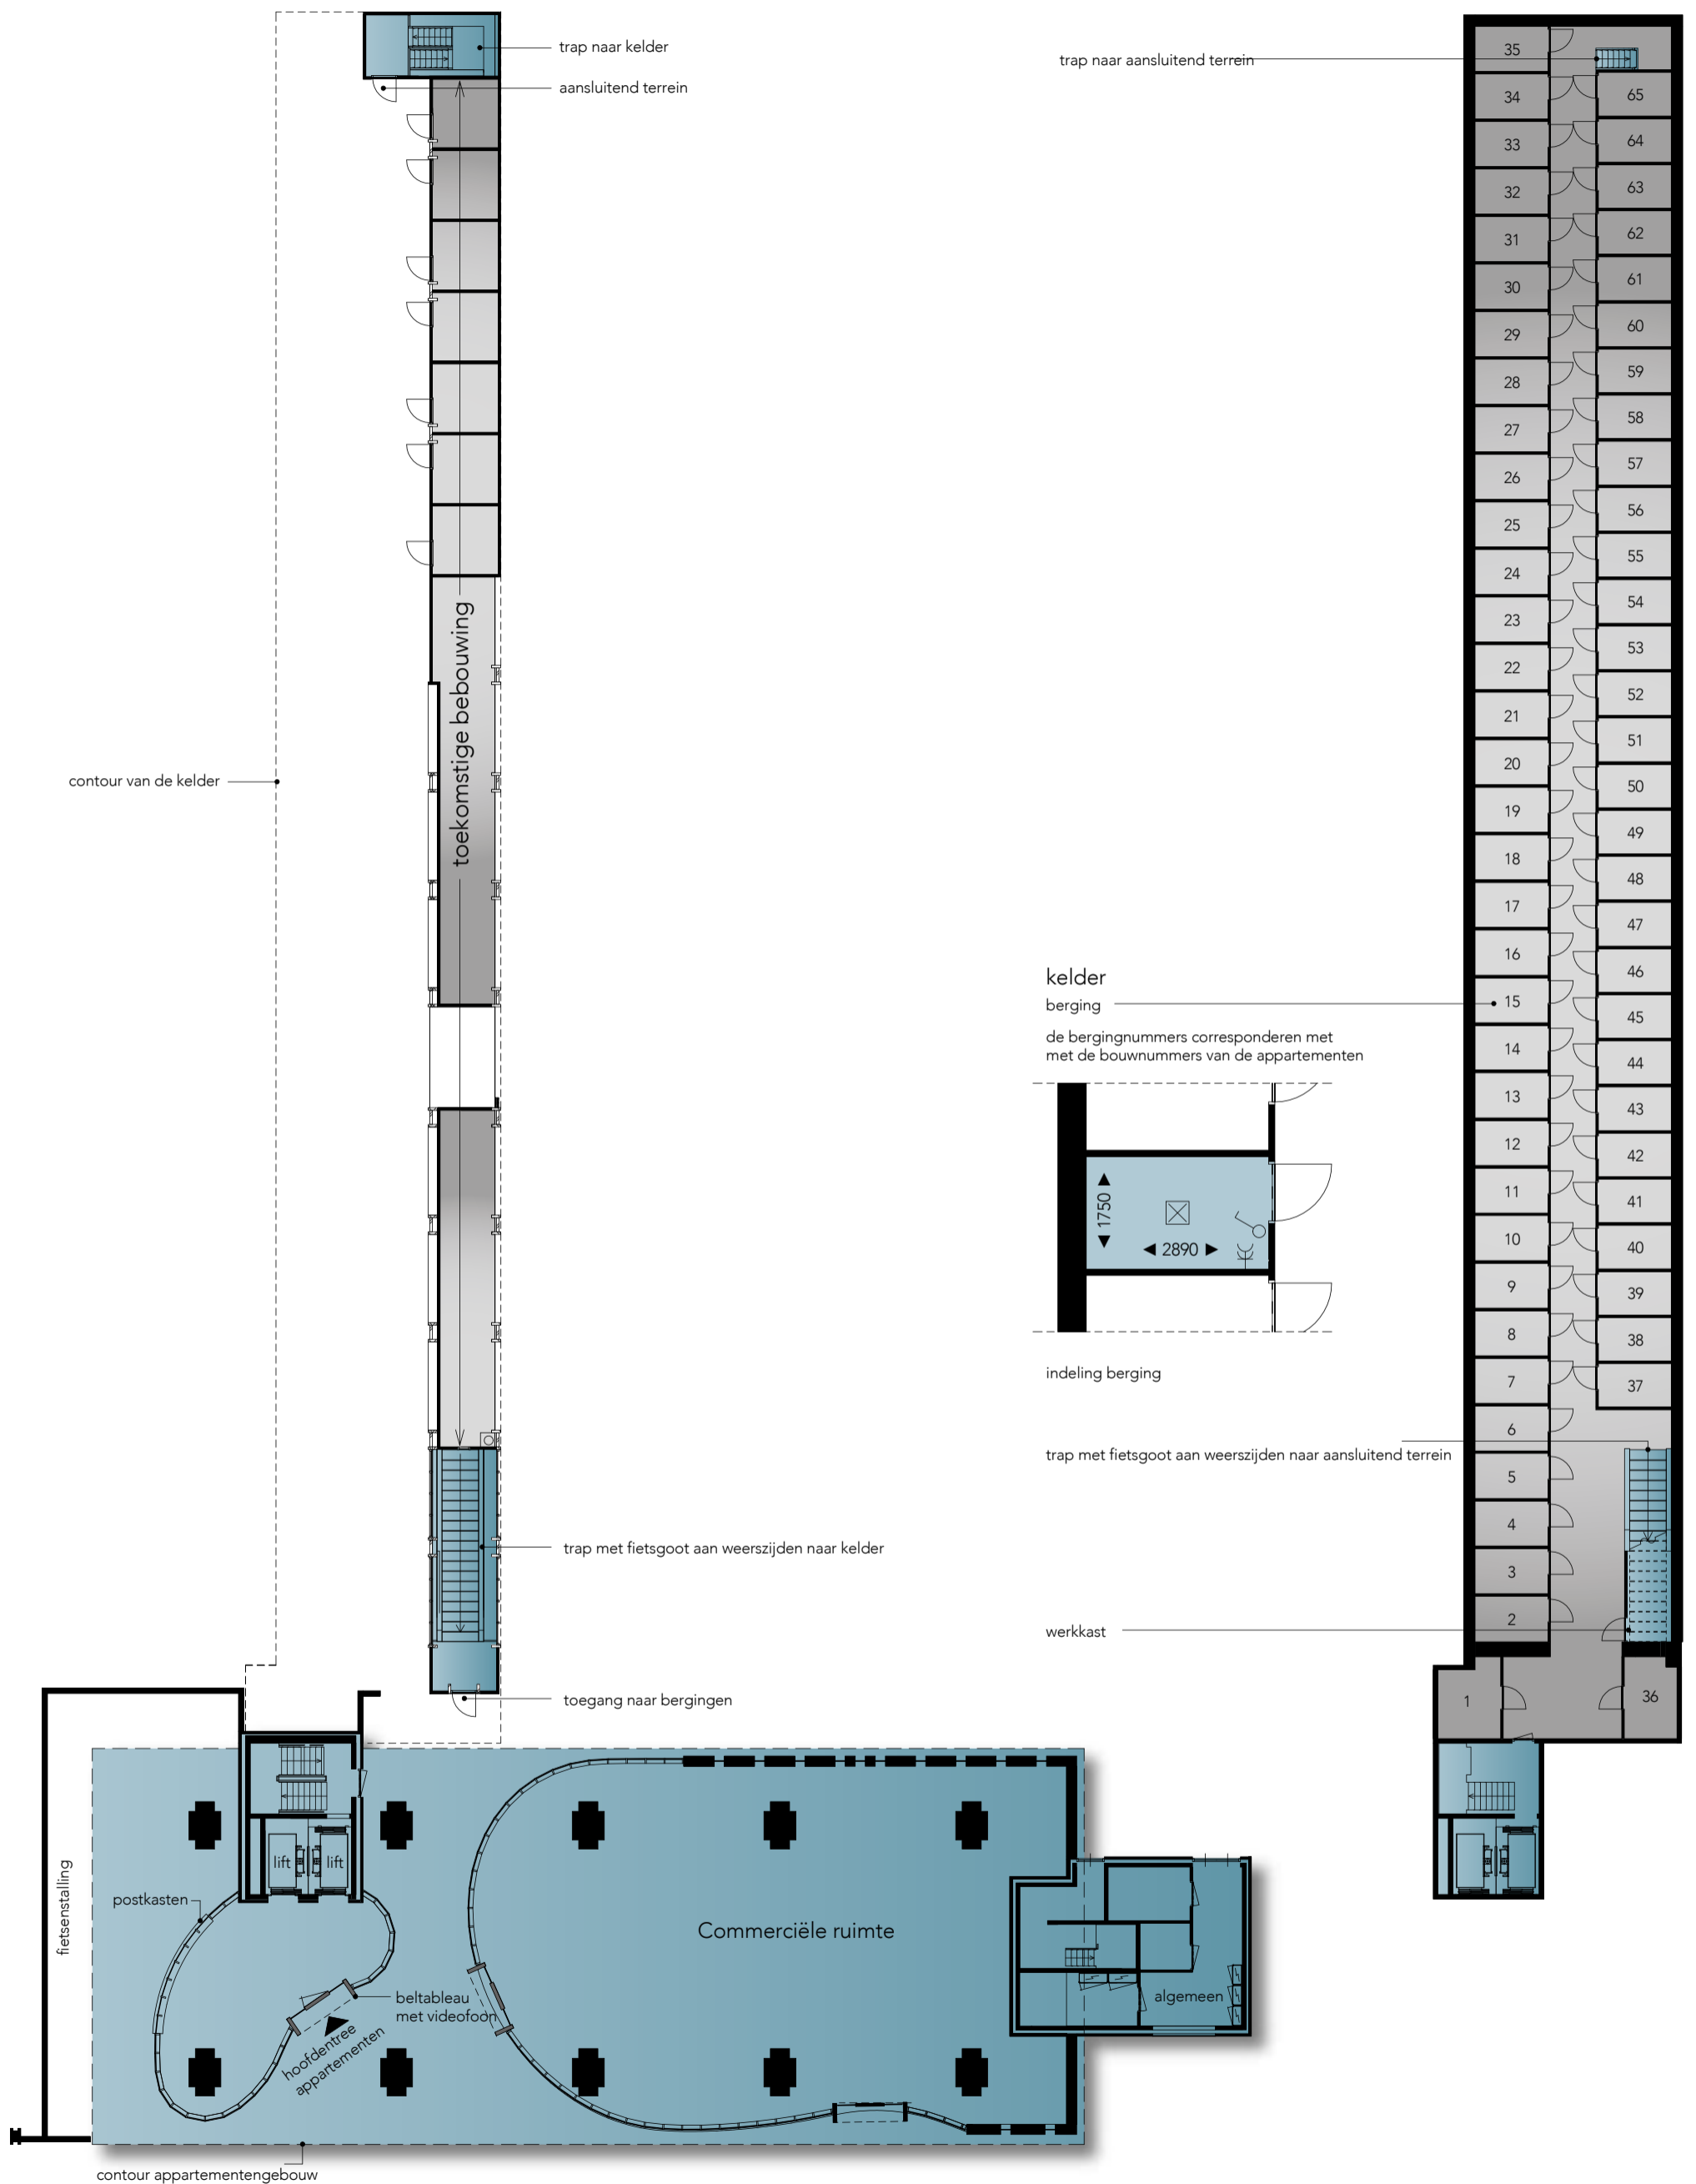 trap naar kelder
aansluitend terrein
toekomstige bebouwing
contour van de kelder
trap met fietsgoot aan weerszijden naar kelder
toegang naar bergingen
fietsenstalling
lift
lift
postkasten
Commerciële ruimte
beltableau
met videofoon
hoofdentree
appartementen
algemeen
contour appartementengebouw
trap naar aansluitend terrein
kelder
berging
de bergingnummers corresponderen met
met de bouwnummers van de appartementen
1750
2890
indeling berging
trap met fietsgoot aan weerszijden naar aansluitend terrein
werkkast
35
34
33
32
31
30
29
28
27
26
25
24
23
22
21
20
19
18
17
16
15
14
13
12
11
10
9
8
7
6
5
4
3
2
1
65
64
63
62
61
60
59
58
57
56
55
54
53
52
51
50
49
48
47
46
45
44
43
42
41
40
39
38
37
36